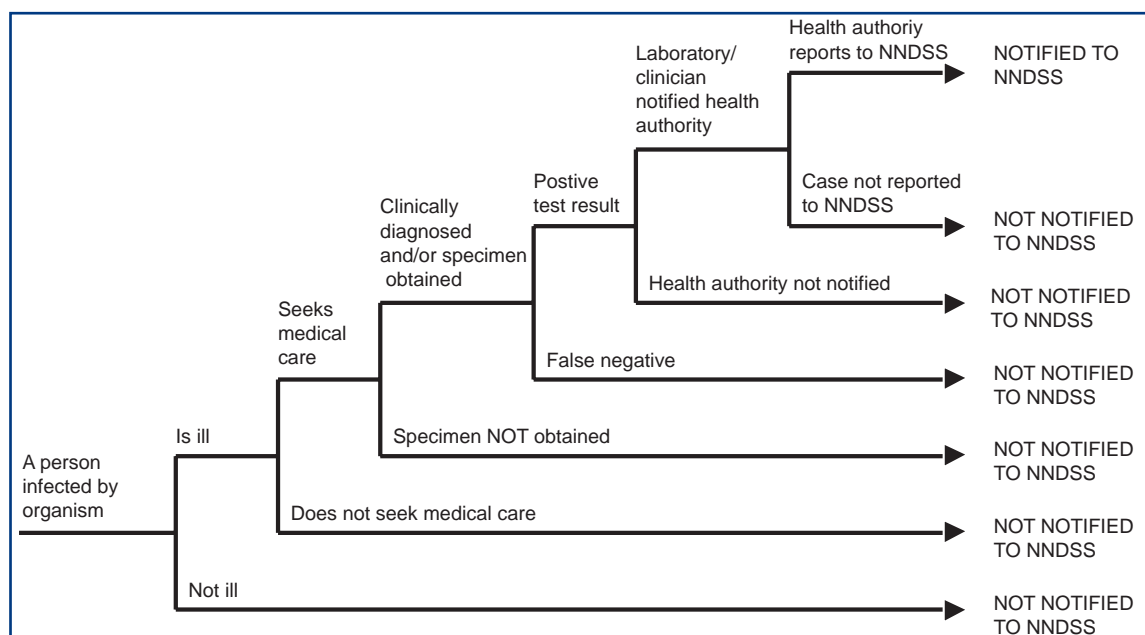 Health authoriy
reports to NNDSS
NOTIFIED TO
NNDSS
Laboratory/
clinician
notified health
authority
Case not reported
to NNDSS
NOT NOTIFIED
TO NNDSS
Postive
test result
Health authority not notified
NOT NOTIFIED
TO NNDSS
Clinically
diagnosed
and/or specimen
obtained
False negative
NOT NOTIFIED
TO NNDSS
Seeks
medical
care
Specimen NOT obtained
NOT NOTIFIED
TO NNDSS
Is ill
Does not seek medical care
NOT NOTIFIED
TO NNDSS
A person
infected by
organism
Not ill
NOT NOTIFIED
TO NNDSS